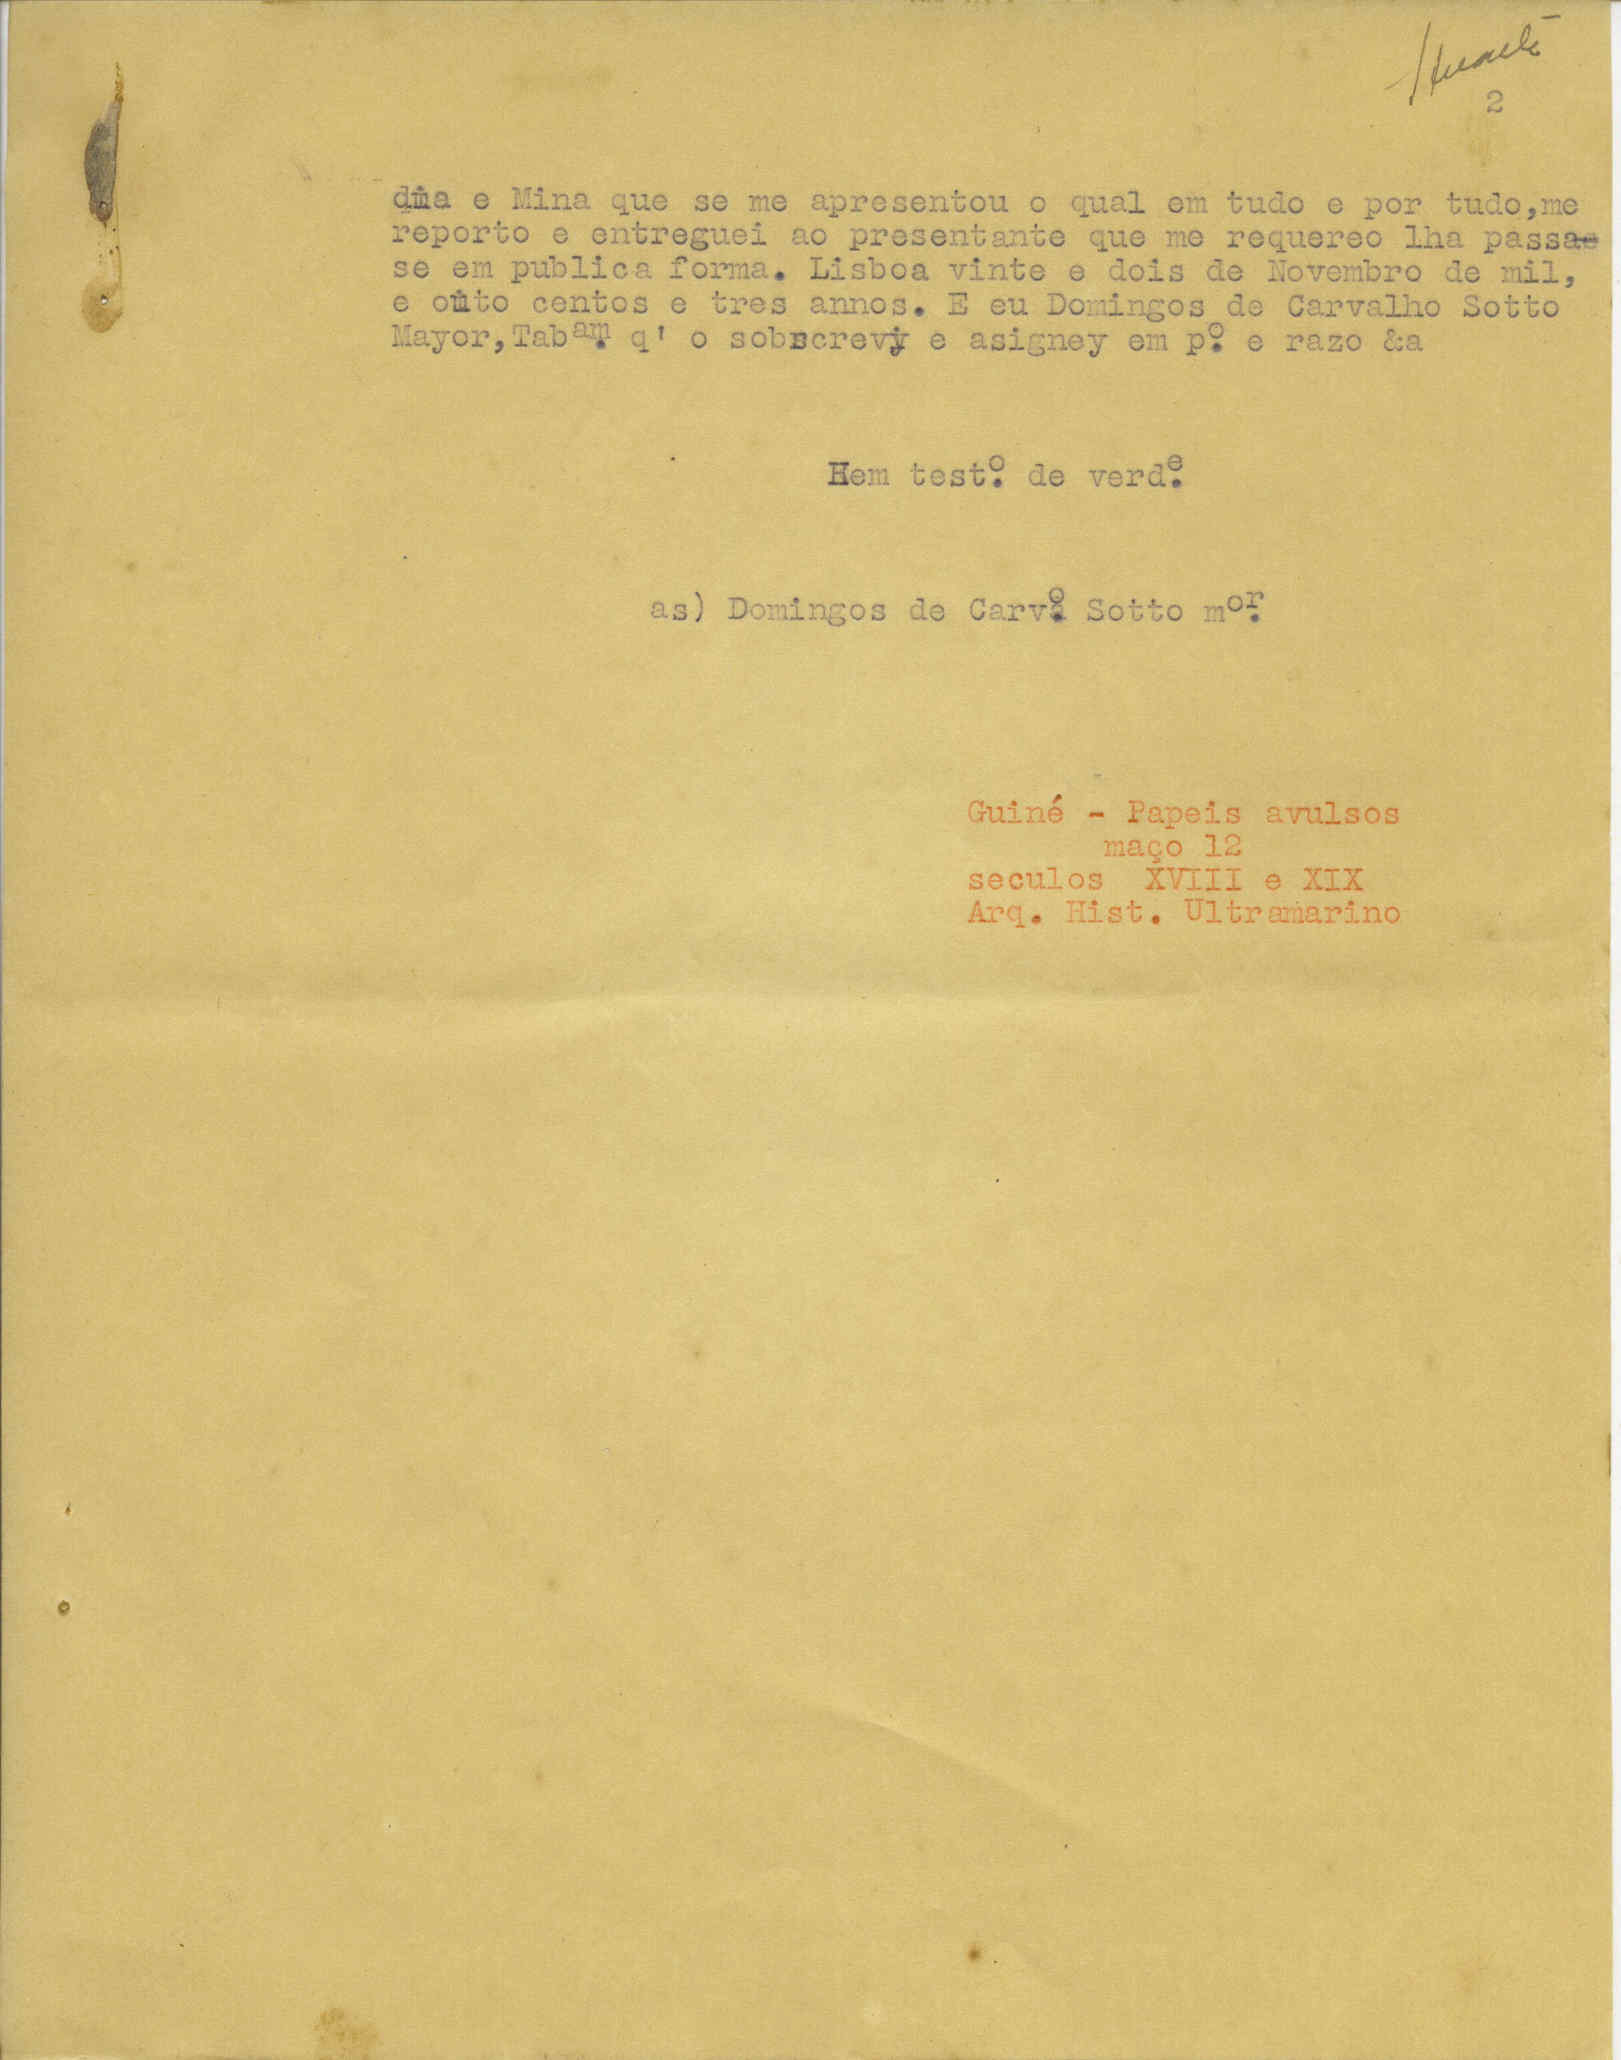 2
dia e Mina que se me apresentou o qual em tudo e por tudo,me
reporto e entreguei ao presentante que me requereo lha passa
se em publica forma. Lisboa vinte e dois de Novembro de mil,
e outo centos e tres annos. E eu Domingos de Carvalho Sotto
Mayor,Tabam. q' o sobscrevy e asigney em pº. e razo &a
Hem testº. de verde.
as) Domingos de Carvº. Sotto mor.
Guiné - Papeis avulsos
maço 12
seculos XVIII e XIX
Arq. Hist. Ultramarino